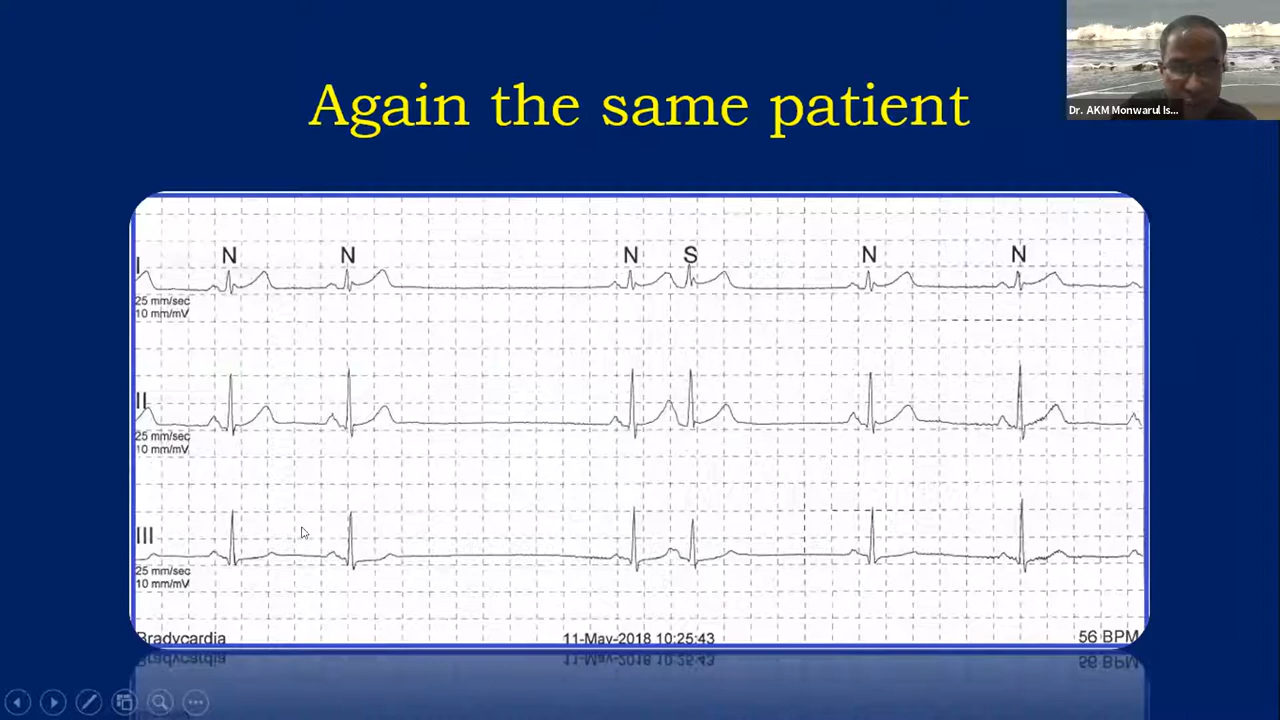 Dr. AKM Monwarul Is...
Again the same patient
N N N S N N
I
25 mm/sec
10 mm/mV
II
25 mm/sec
10 mm/mV
III
25 mm/sec
10 mm/mV
Bradycardia 11-May-2018 10:25:43 56 BPM